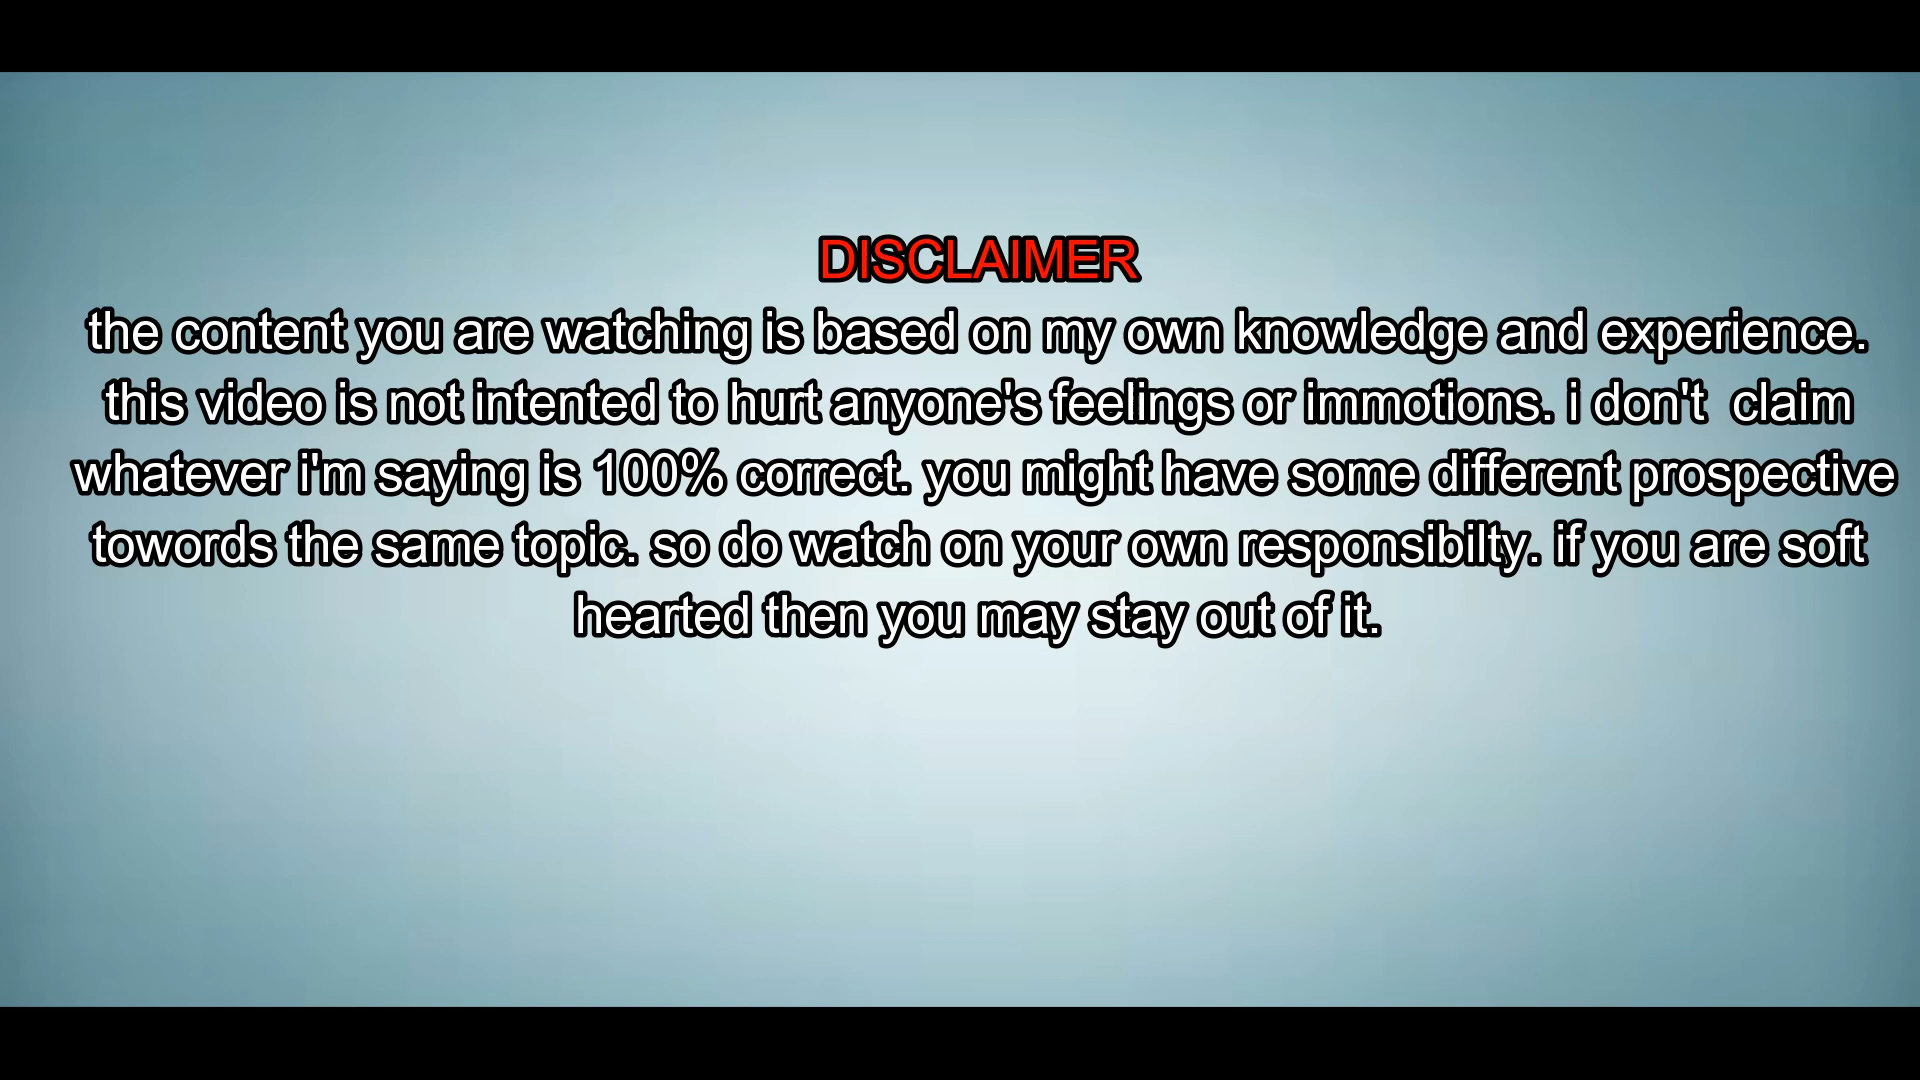 DISCLAIMER
the content you are watching is based on my own knowledge and experience.
this video is not intented to hurt anyone's feelings or immotions. i don't  claim
whatever i'm saying is 100% correct. you might have some different prospective
towords the same topic. so do watch on your own responsibilty. if you are soft
hearted then you may stay out of it.